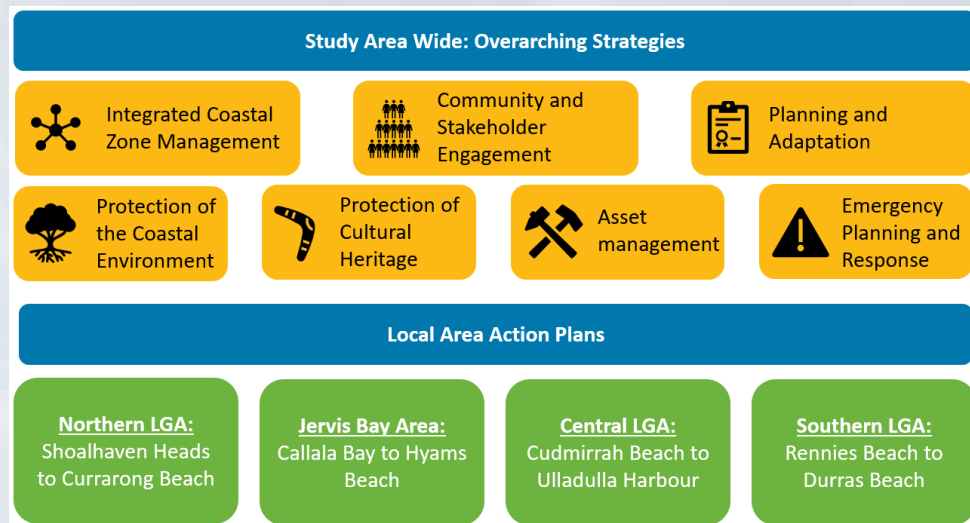 Study Area Wide: Overarching Strategies
Integrated Coastal
Zone Management
Community and
Stakeholder
Engagement
Planning and
Adaptation
Protection of
the Coastal
Environment
Protection of
Cultural
Heritage
Asset
management
Emergency
Planning and
Response
Local Area Action Plans
Northern LGA:
Shoalhaven Heads
to Currarong Beach
Jervis Bay Area:
Callala Bay to Hyams
Beach
Central LGA:
Cudmirrah Beach to
Ulladulla Harbour
Southern LGA:
Rennies Beach to
Durras Beach